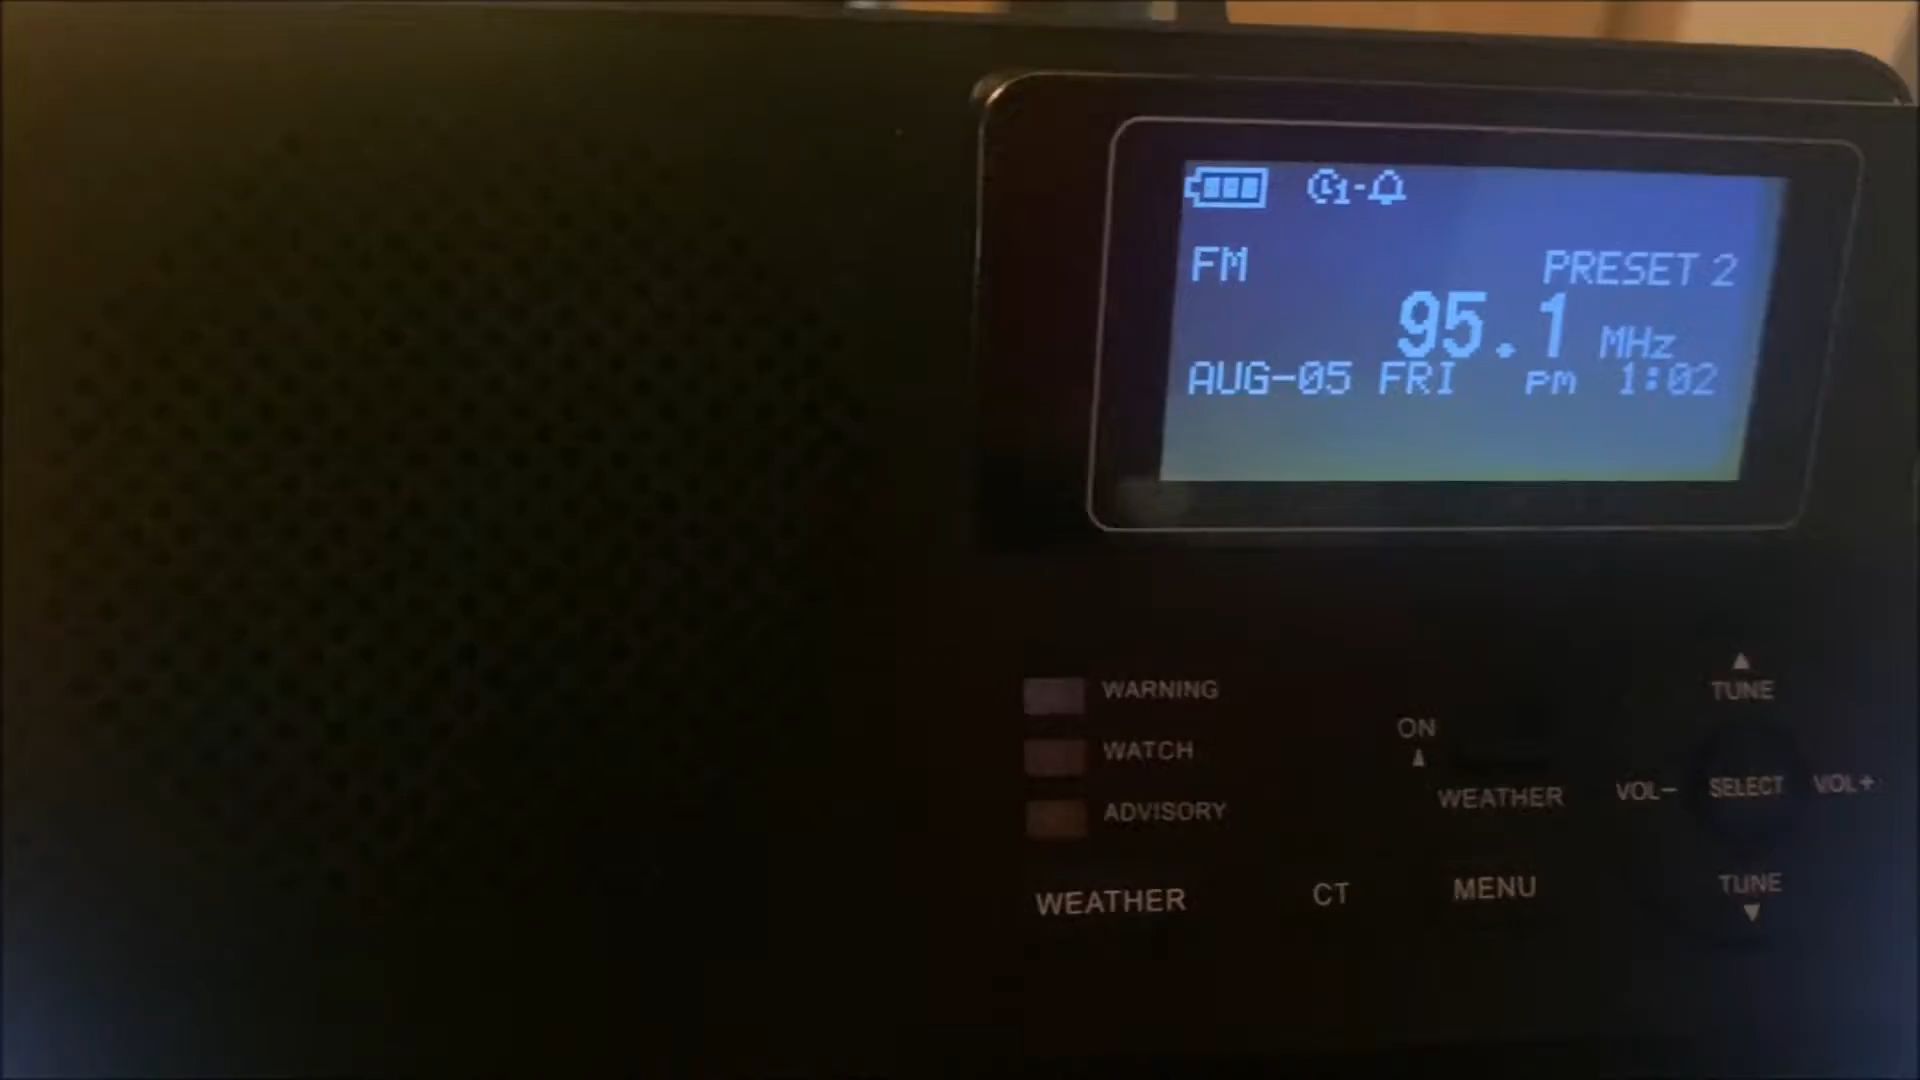 1-
FM PRESET 2
95.1 MHz
AUG-05 FRI pm 1:02
WARNING
WATCH
ADVISORY
ON
WEATHER
TUNE
VOL- SELECT VOL+
TUNE
WEATHER CT MENU